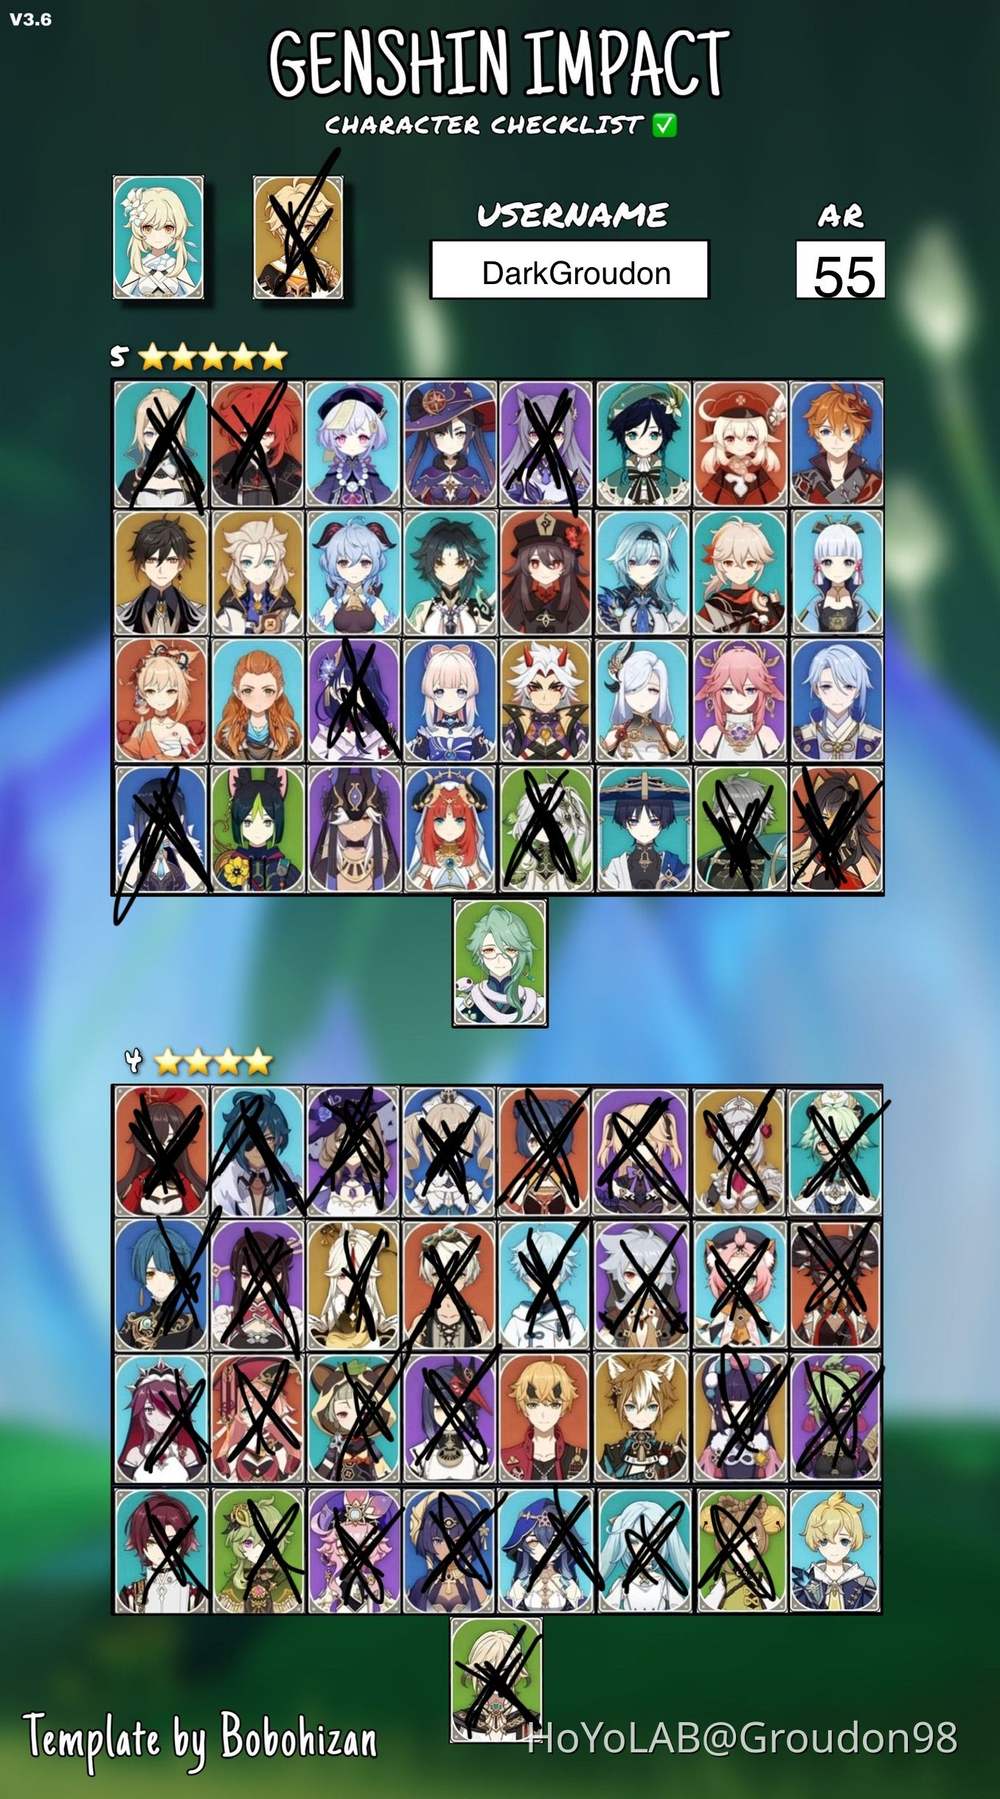 V3.6
GENSHIN IMPACT
CHARACTER CHECKLIST ✅
USERNAME
AR
DarkGroudon
55
5 ⭐⭐⭐⭐⭐
4 ⭐⭐⭐⭐
Template by Bobohizan
HoYoLAB@Groudon98